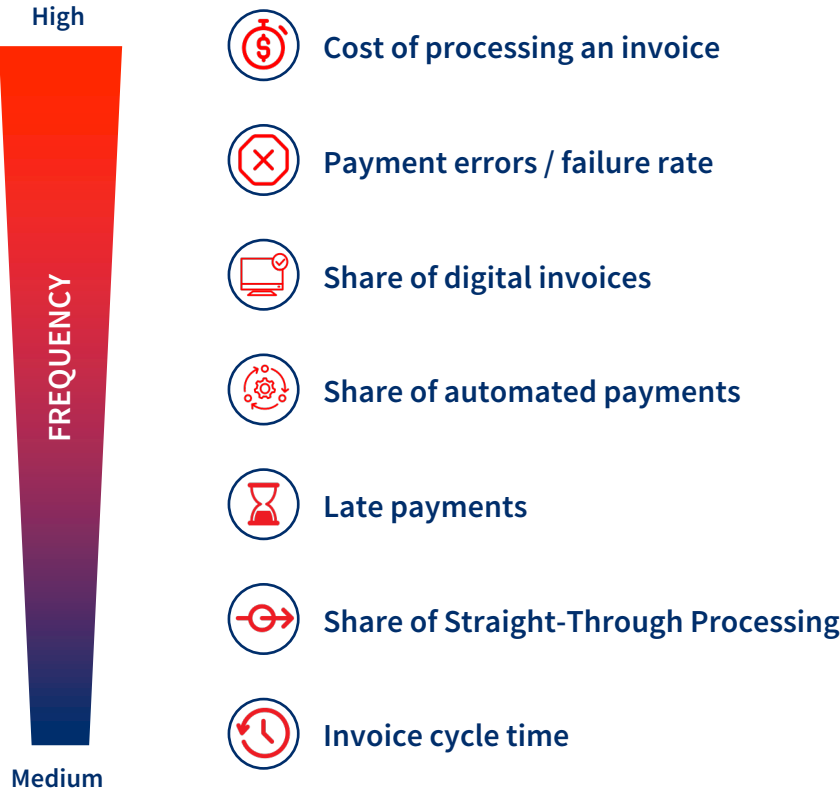 High
Cost of processing an invoice
Payment errors / failure rate
Share of digital invoices
FREQUENCY
Share of automated payments
Late payments
Share of Straight-Through Processing
Invoice cycle time
Medium